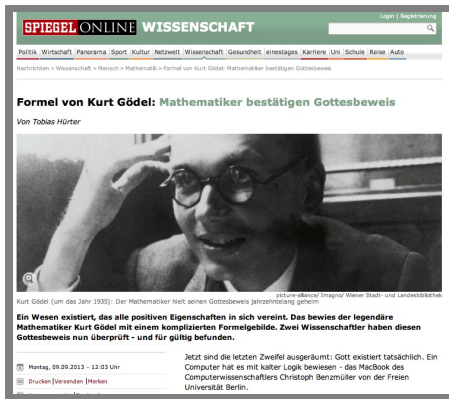 Login | Registrierung
SPIEGEL ONLINE WISSENSCHAFT
Politik Wirtschaft Panorama Sport Kultur Netzwelt Wissenschaft Gesundheit einestages Karriere Uni Schule Reise Auto
Nachrichten > Wissenschaft > Mensch > Mathematik > Formel von Kurt Gödel: Mathematiker bestätigen Gottesbeweis
Formel von Kurt Gödel: Mathematiker bestätigen Gottesbeweis
Von Tobias Hürter
picture-alliance/ Imagno/ Wiener Stadt- und Landesbibliothek
Kurt Gödel (um das Jahr 1935): Der Mathematiker hielt seinen Gottesbeweis jahrzehntelang geheim
Ein Wesen existiert, das alle positiven Eigenschaften in sich vereint. Das bewies der legendäre
Mathematiker Kurt Gödel mit einem komplizierten Formelgebilde. Zwei Wissenschaftler haben diesen
Gottesbeweis nun überprüft - und für gültig befunden.
Montag, 09.09.2013 – 12:03 Uhr
Drucken | Versenden | Merken
Jetzt sind die letzten Zweifel ausgeräumt: Gott existiert tatsächlich. Ein
Computer hat es mit kalter Logik bewiesen - das MacBook des
Computerwissenschaftlers Christoph Benzmüller von der Freien
Universität Berlin.